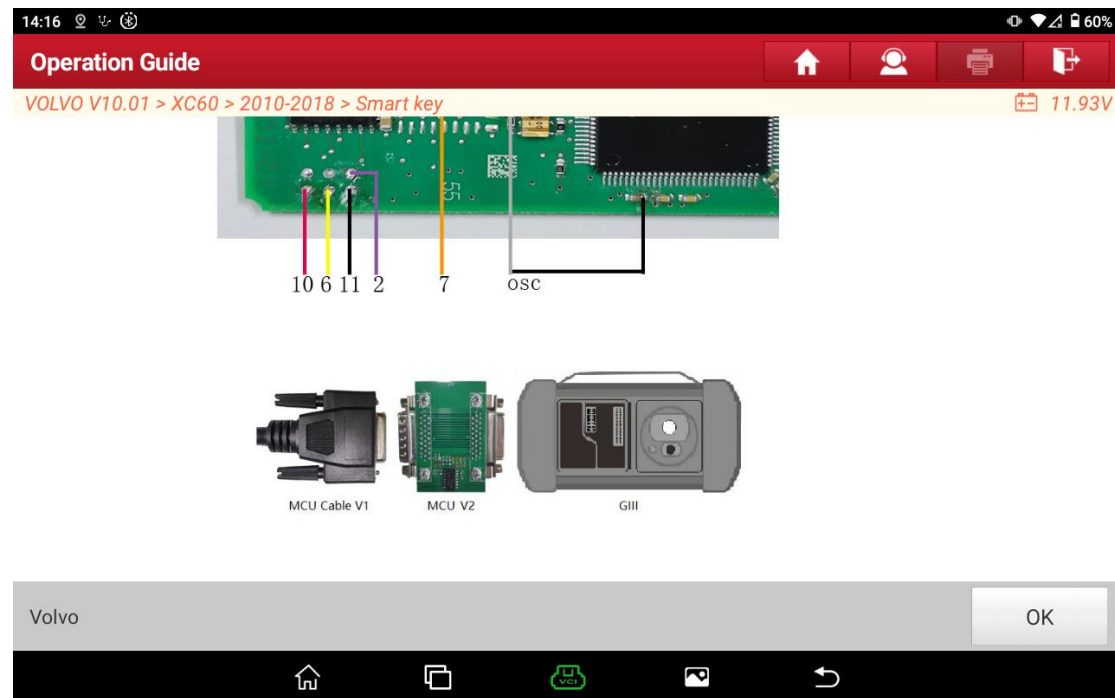 14:16 60%
Operation Guide
VOLVO V10.01 > XC60 > 2010-2018 > Smart key 11.93V
55
10 6 11 2 7 osc
MCU Cable V1 MCU V2 GIII
Volvo OK
VCI